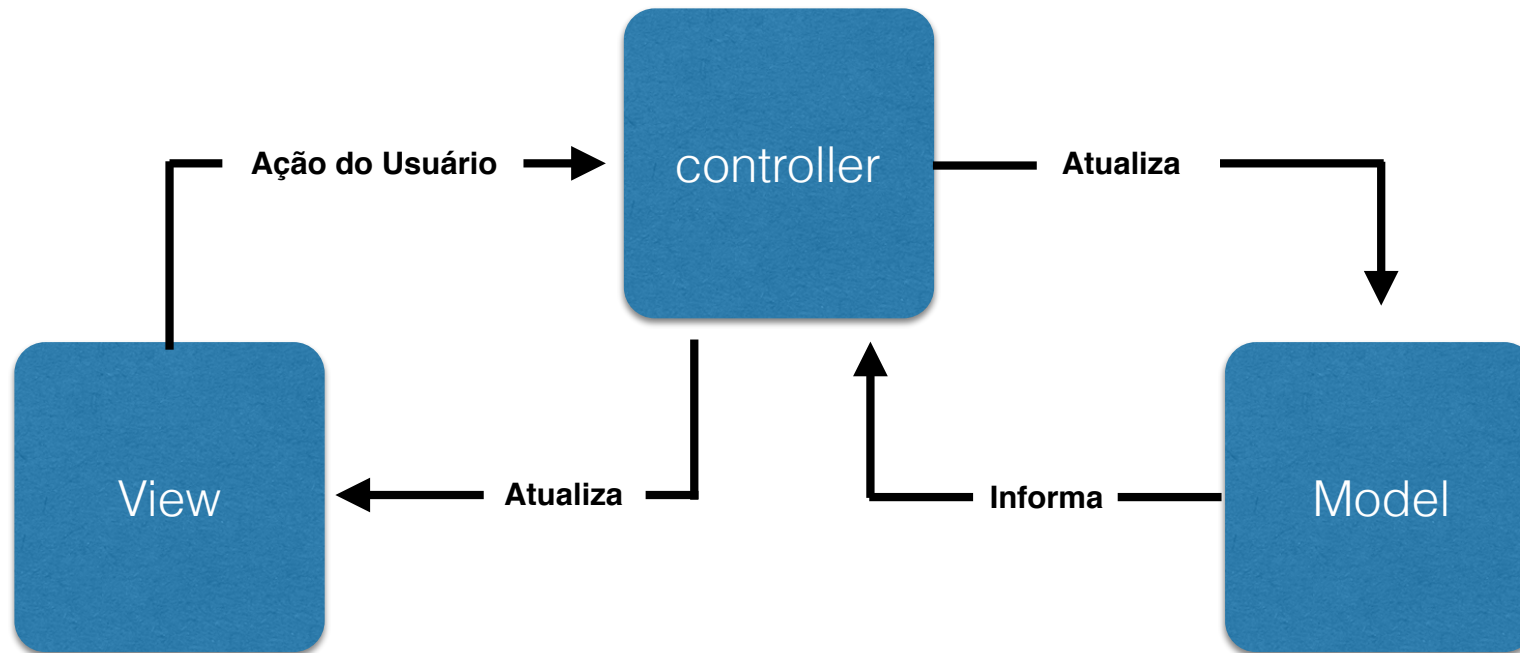 controller
Ação do Usuário
Atualiza
View
Atualiza
Informa
Model